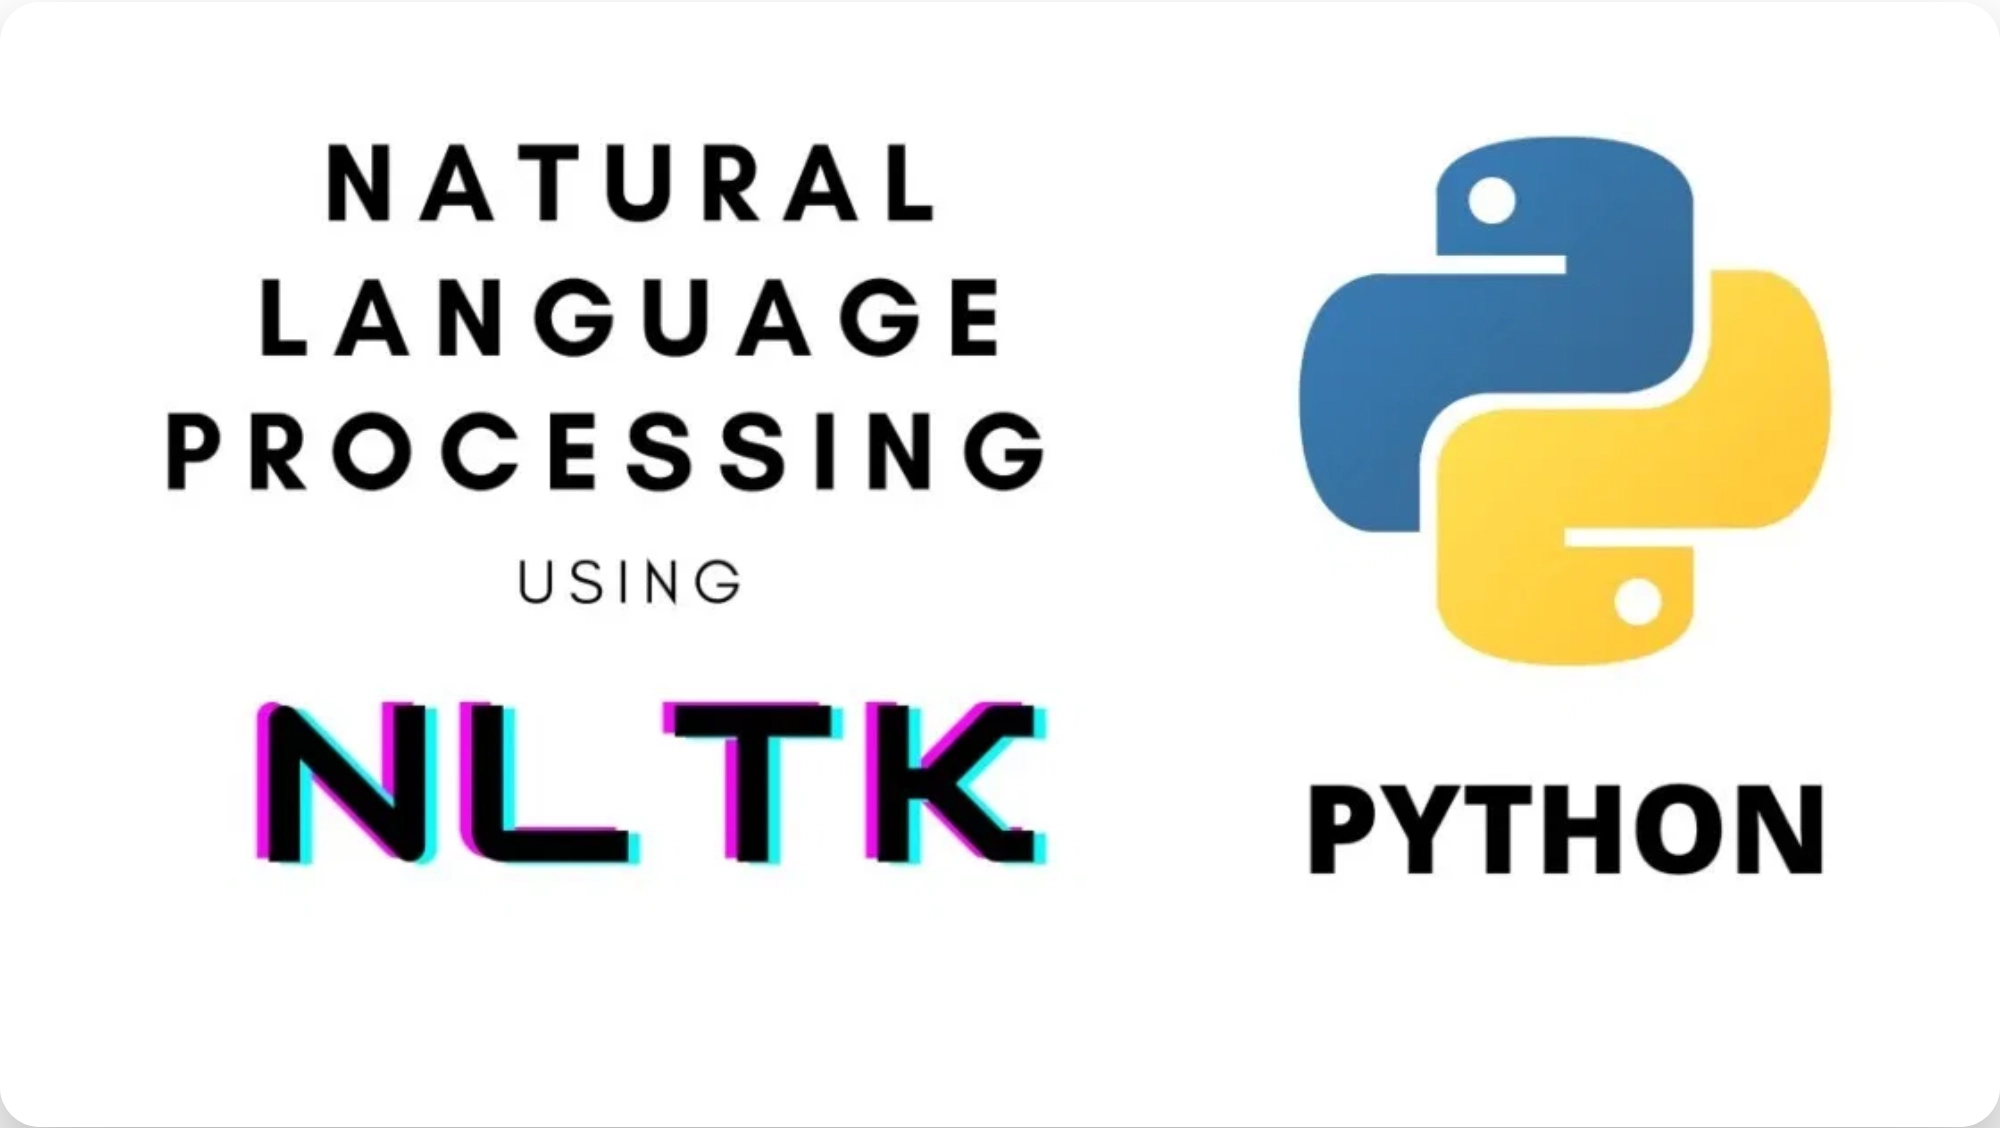 NATURAL
LANGUAGE
PROCESSING
USING
NLTK
PYTHON